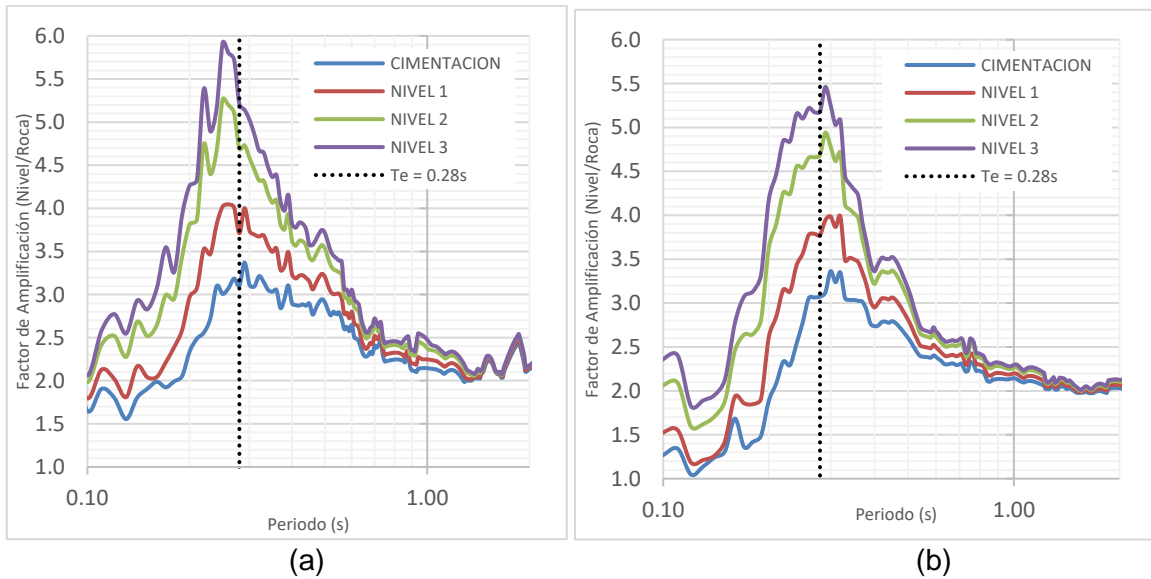 6.0
5.5
5.0
4.5
4.0
3.5
3.0
2.5
2.0
1.5
1.0
Factor de Amplificación (Nivel/Roca)
CIMENTACION
NIVEL 1
NIVEL 2
NIVEL 3
Te = 0.28s
0.10
1.00
Periodo (s)
(a)
6.0
5.5
5.0
4.5
4.0
3.5
3.0
2.5
2.0
1.5
1.0
Factor de Amplificación (Nivel/Roca)
CIMENTACION
NIVEL 1
NIVEL 2
NIVEL 3
Te = 0.28s
0.10
1.00
Periodo (s)
(b)